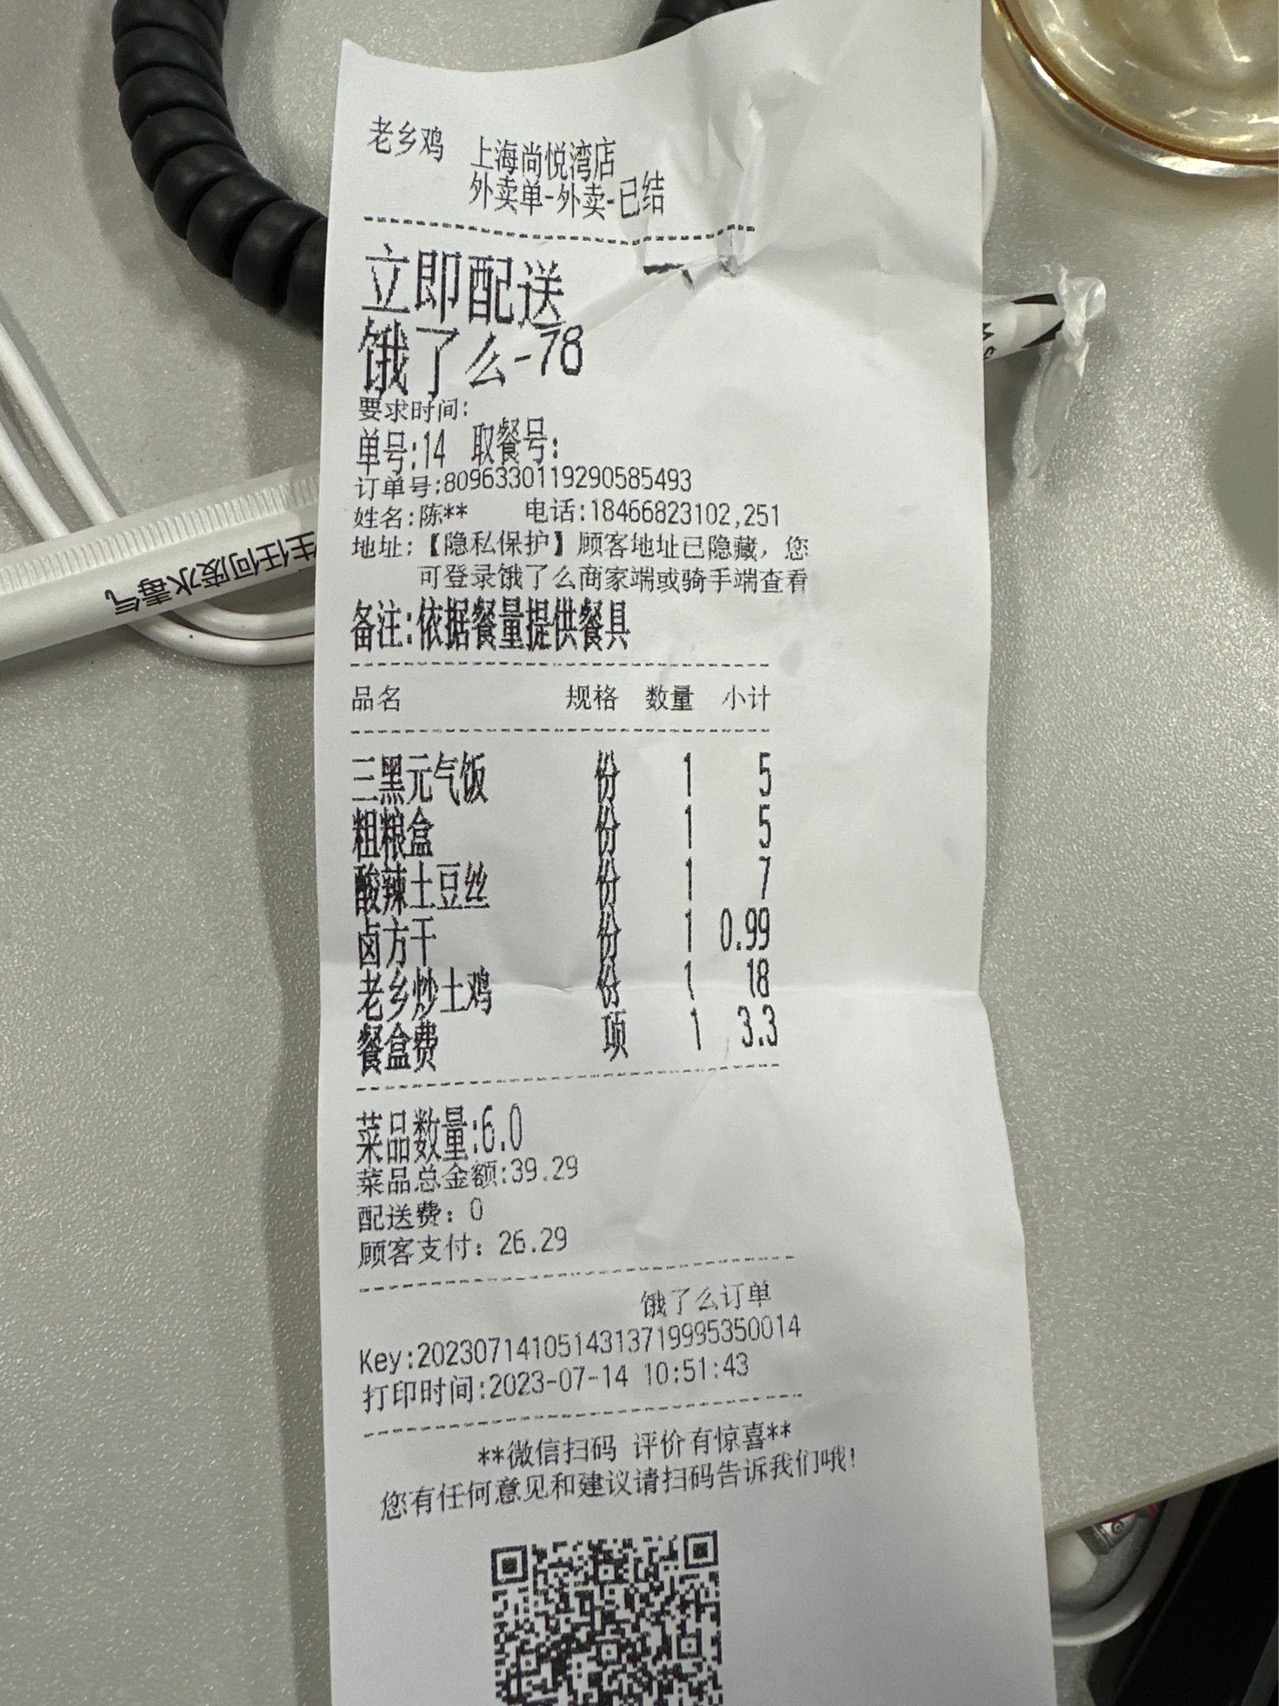 老乡鸡 上海尚悦湾店
外卖单-外卖-已结
立即配送
饿了么-78
要求时间:
单号:14 取餐号:
订单号:8096330119290585493
姓名:陈** 电话:18466823102,251
地址:【隐私保护】顾客地址已隐藏，您
可登录饿了么商家端或骑手端查看
备注:依据餐量提供餐具
品名 规格 数量 小计
三黑元气饭 份 1 5
粗粮盒 份 1 5
酸辣土豆丝 份 1 7
卤方干 份 1 0.99
老乡炒土鸡 份 1 18
餐盒费 项 1 3.3
菜品数量:6.0
菜品总金额:39.29
配送费：0
顾客支付：26.29
饿了么订单
Key:20230714105143137199953500​14
打印时间:2023-07-14 10:51:43
**微信扫码 评价有惊喜**
您有任何意见和建议请扫码告诉我们哦!
生任何废水毒气